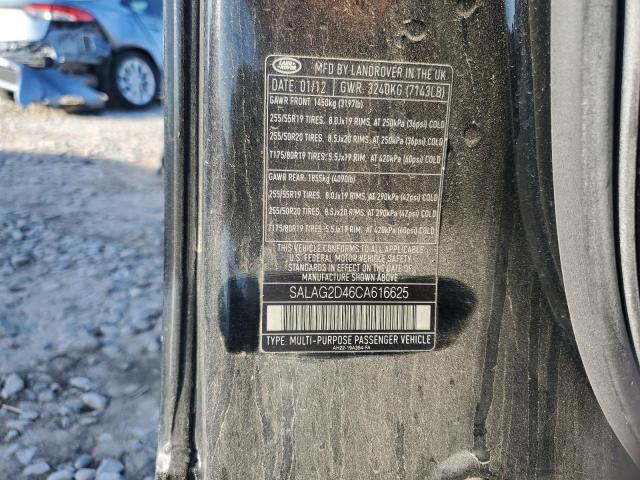 LAND ROVER
MFD BY LANDROVER IN THE UK
DATE: 01/12 GWR: 3240KG (7143LB)
GAWR FRONT 1450kg (3197lb)
255/55R19 TIRES. 8.0Jx19 RIMS, AT 250kPa (36psi) COLD
255/50R20 TIRES. 8.5Jx20 RIMS, AT 250kPa (36psi) COLD
T175/80R19 TIRES-5.5Jx19 RIM, AT 420kPa (60psi) COLD
GAWR REAR: 1855kg (4090lb)
255/55R19 TIRES. 8.0Jx19 RIMS, AT 290kPa (42psi) COLD
255/50R20 TIRES. 8.5Jx20 RIMS, AT 290kPa (42psi) COLD
T175/80R19 TIRES-5.5Jx19 RIM, AT 420kPa (60psi) COLD
THIS VEHICLE CONFORMS TO ALL APPLICABLE
U.S. FEDERAL MOTOR VEHICLE SAFETY
STANDARDS IN EFFECT ON THE DATE OF
MANUFACTURE SHOWN ABOVE
SALAG2D46CA616625
TYPE: MULTI-PURPOSE PASSENGER VEHICLE
AH22-19A384-FA